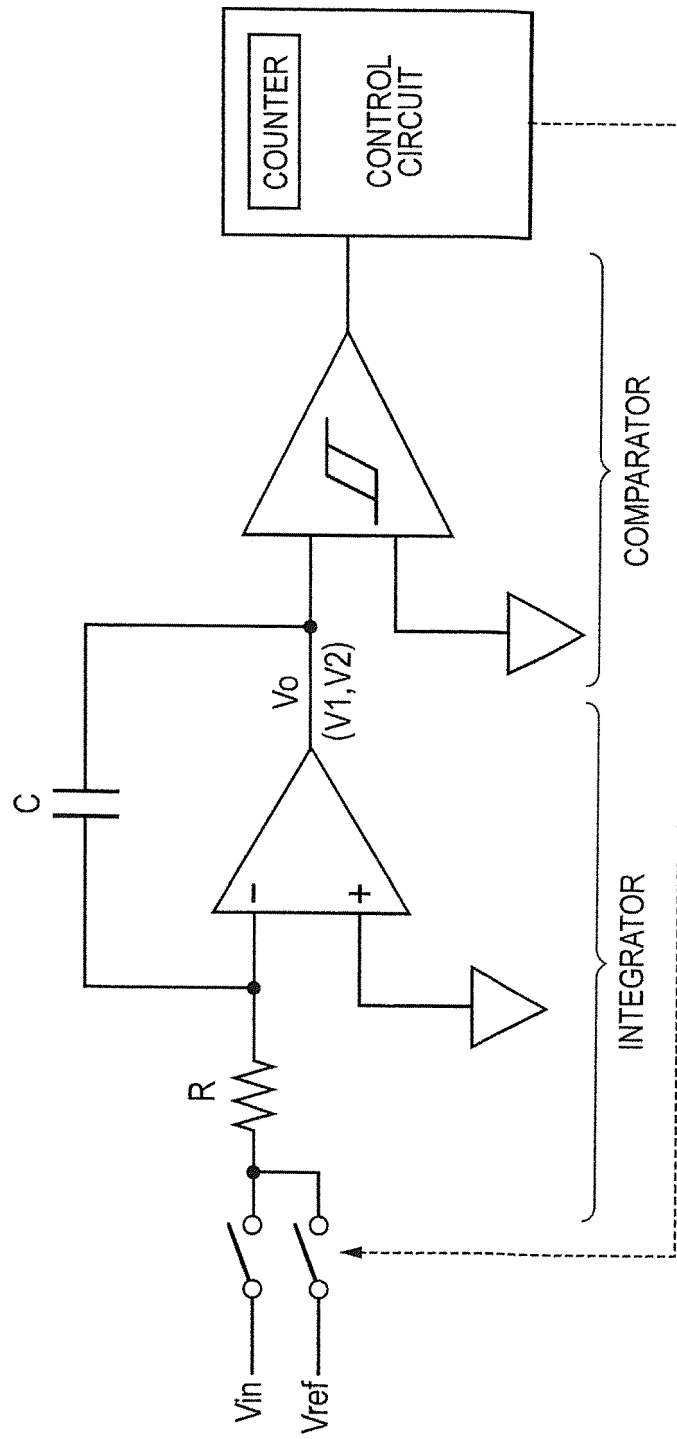 Vin
Vref
R
C
−
+
Vo
(V1,V2)
COUNTER
CONTROL
CIRCUIT
INTEGRATOR
COMPARATOR